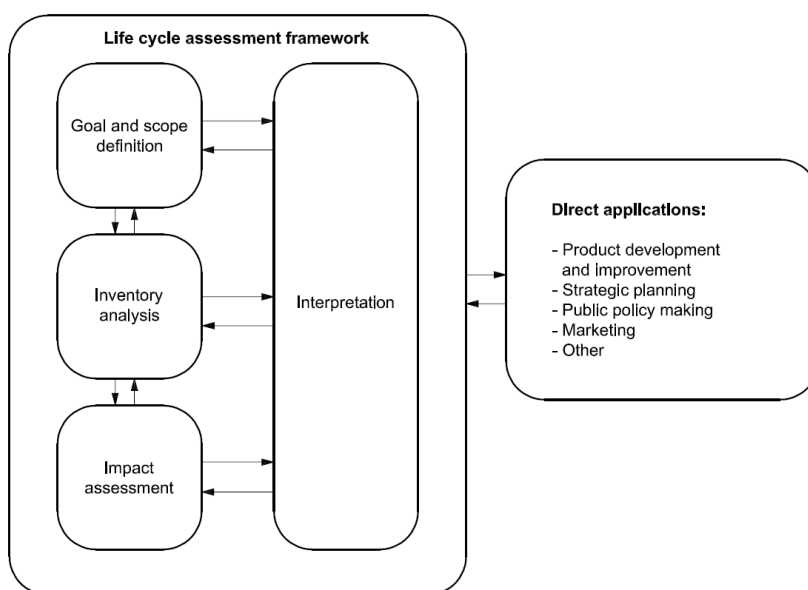 Life cycle assessment framework
Goal and scope
definition
Inventory
analysis
Impact
assessment
Interpretation
Direct applications:
- Product development
and improvement
- Strategic planning
- Public policy making
- Marketing
- Other